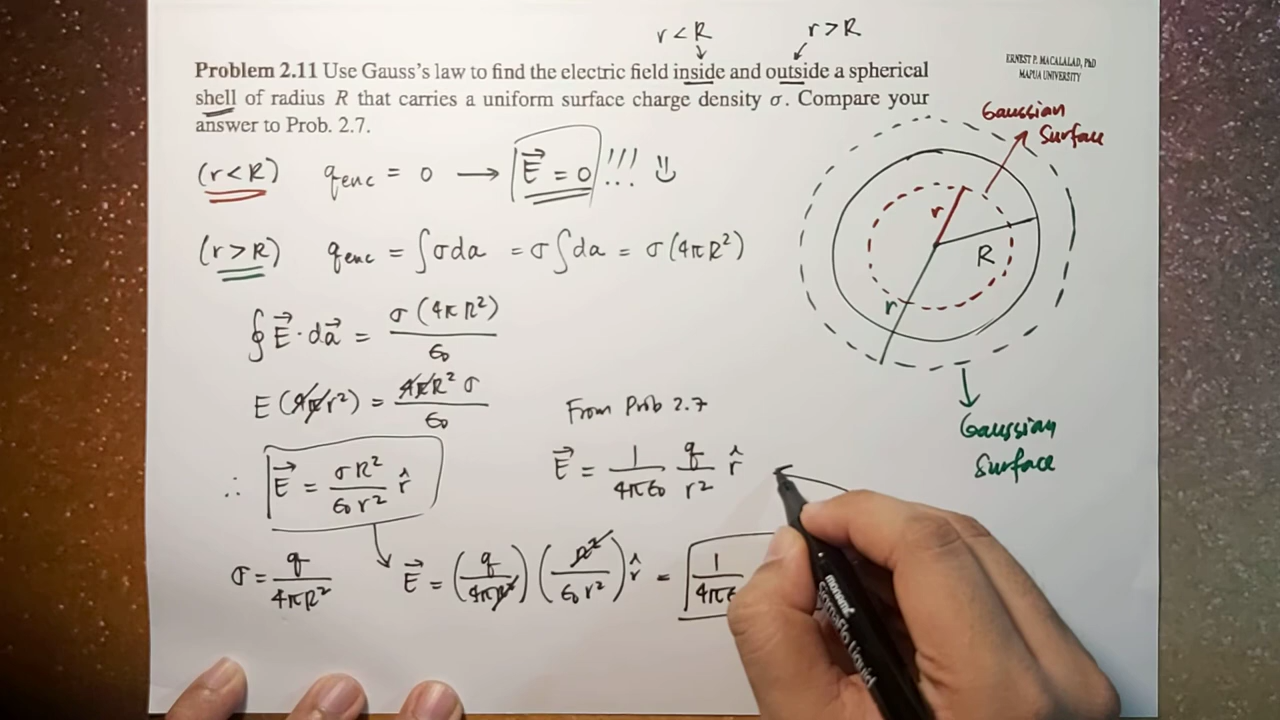 r < R r > R
Problem 2.11 Use Gauss's law to find the electric field inside and outside a spherical
shell of radius R that carries a uniform surface charge density σ. Compare your
answer to Prob. 2.7.
ERNEST P. MACALALAD, PhD
MAPUA UNIVERSITY
Gaussian
Surface
(r < R) q_enc = 0 ⟶ E⃗ = 0 !!!
(r > R) q_enc = ∫σda = σ∫da = σ(4πR²)
r
R
r
∮E⃗ · da⃗ = σ(4πR²)/ε₀
E(4πr²) = 4πR²σ/ε₀
From Prob 2.7
Gaussian
Surface
∴ E⃗ = σR²/ε₀r² r̂
E⃗ = 1/4πε₀ q/r² r̂
σ = q/4πR² E⃗ = (q/4πR²)(R²/ε₀r²) r̂ = 1/4πε
monami
Liquid